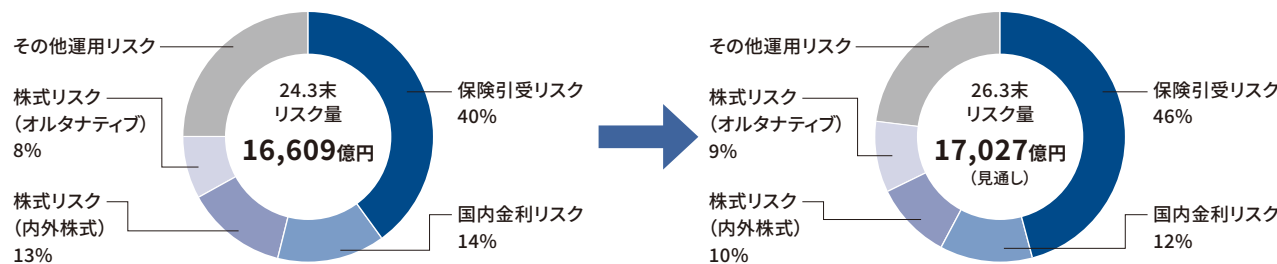 その他運用リスク
株式リスク
（オルタナティブ）
8%
株式リスク
（内外株式）
13%
24.3末
リスク量
16,609億円
保険引受リスク
40%
国内金利リスク
14%
その他運用リスク
株式リスク
（オルタナティブ）
9%
株式リスク
（内外株式）
10%
26.3末
リスク量
17,027億円
（見通し）
保険引受リスク
46%
国内金利リスク
12%